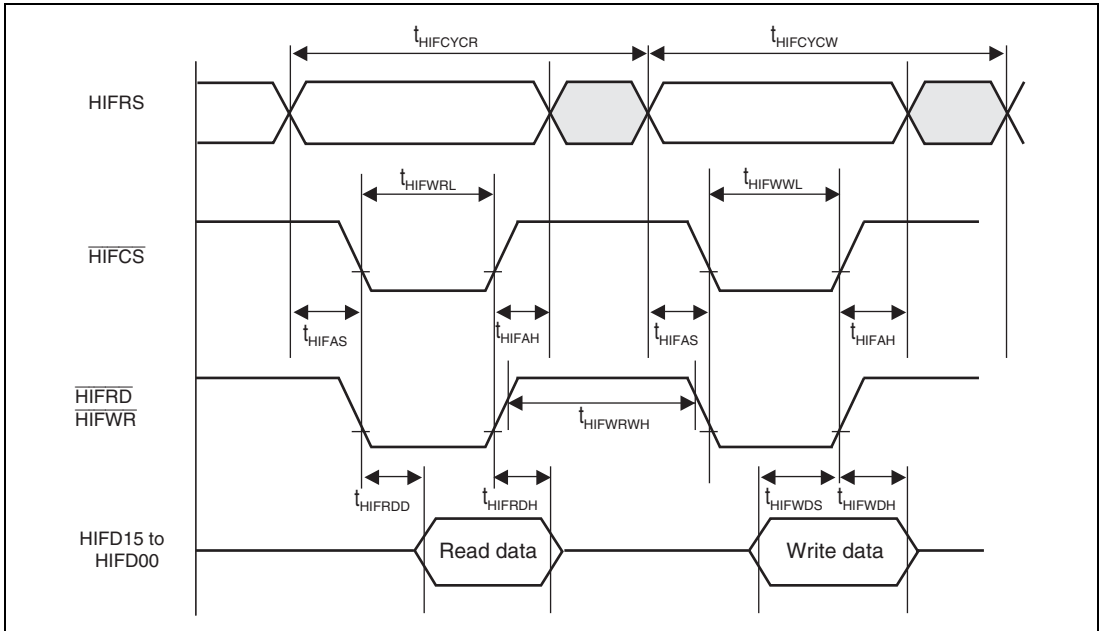 tHIFCYCR
tHIFCYCW
HIFRS
tHIFWRL
tHIFWWL
HIFCS
tHIFAS
tHIFAH
tHIFAS
tHIFAH
HIFRD
HIFWR
tHIFWRWH
tHIFRDD
tHIFRDH
tHIFWDS
tHIFWDH
HIFD15 to
HIFD00
Read data
Write data